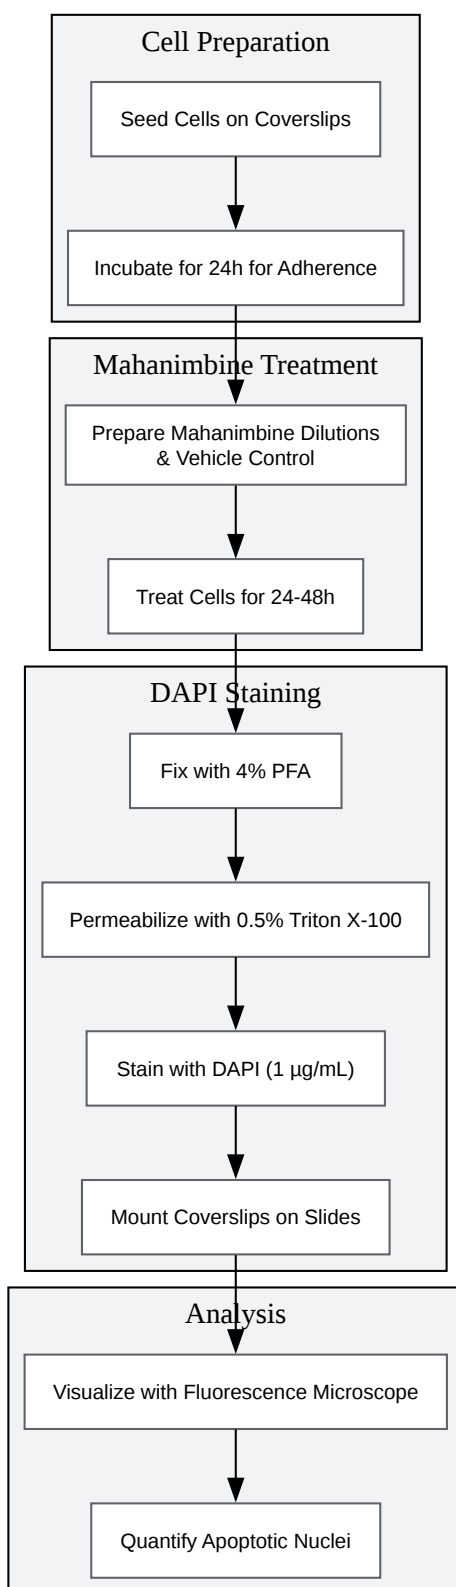 Cell Preparation
Seed Cells on Coverslips
Incubate for 24h for Adherence
Mahanimbine Treatment
Prepare Mahanimbine Dilutions
& Vehicle Control
Treat Cells for 24-48h
DAPI Staining
Fix with 4% PFA
Permeabilize with 0.5% Triton X-100
Stain with DAPI (1 µg/mL)
Mount Coverslips on Slides
Analysis
Visualize with Fluorescence Microscope
Quantify Apoptotic Nuclei